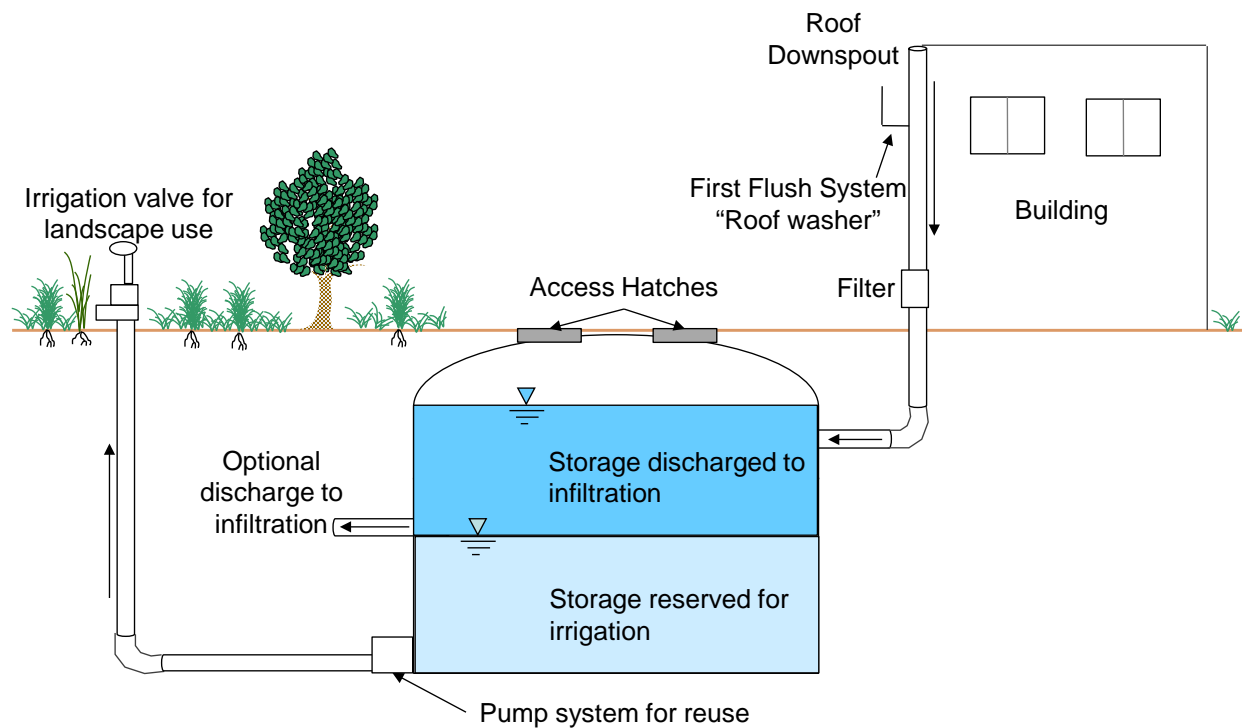 Roof
Downspout
First Flush System
“Roof washer”
Building
Filter
Irrigation valve for
landscape use
Access Hatches
Optional
discharge to
infiltration
Storage discharged to
infiltration
Storage reserved for
irrigation
Pump system for reuse